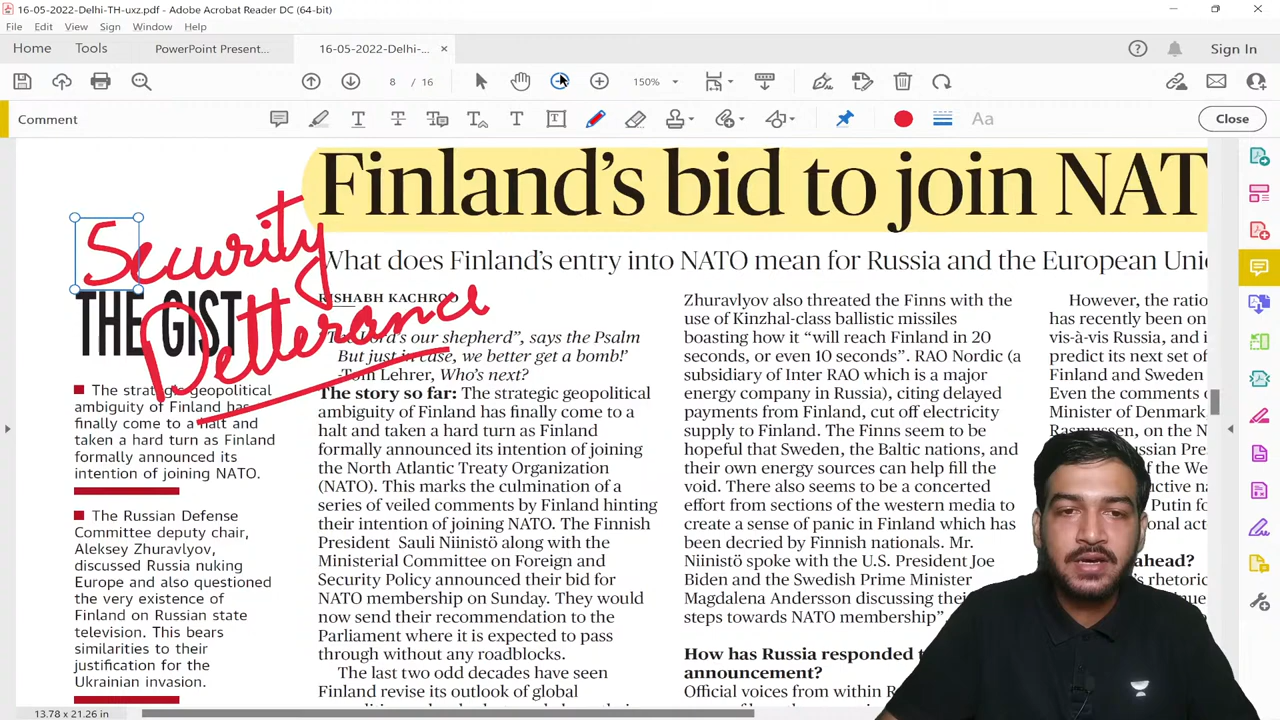 16-05-2022-Delhi-TH-uxz.pdf - Adobe Acrobat Reader DC (64-bit)
File Edit View Sign Window Help
Home Tools PowerPoint Present... 16-05-2022-Delhi-... × Sign In
8 / 16 150%
Comment Close
Finland's bid to join NAT
What does Finland's entry into NATO mean for Russia and the European Uni
Security
Detterance
THE GIST
The strategic geopolitical
ambiguity of Finland has
finally come to a halt and
taken a hard turn as Finland
formally announced its
intention of joining NATO.
The Russian Defense
Committee deputy chair,
Aleksey Zhuravlyov,
discussed Russia nuking
Europe and also questioned
the very existence of
Finland on Russian state
television. This bears
similarities to their
justification for the
Ukrainian invasion.
RISHABH KACHROO
Lord's our shepherd”, says the Psalm
But just in case, we better get a bomb!’
-Tom Lehrer, Who's next?
The story so far: The strategic geopolitical
ambiguity of Finland has finally come to a
halt and taken a hard turn as Finland
formally announced its intention of joining
the North Atlantic Treaty Organization
(NATO). This marks the culmination of a
series of veiled comments by Finland hinting
their intention of joining NATO. The Finnish
President Sauli Niinistö along with the
Ministerial Committee on Foreign and
Security Policy announced their bid for
NATO membership on Sunday. They would
now send their recommendation to the
Parliament where it is expected to pass
through without any roadblocks.
The last two odd decades have seen
Finland revise its outlook of global
Zhuravlyov also threatened the Finns with the
use of Kinzhal-class ballistic missiles
boasting how it “will reach Finland in 20
seconds, or even 10 seconds”. RAO Nordic (a
subsidiary of Inter RAO which is a major
energy company in Russia), citing delayed
payments from Finland, cut off electricity
supply to Finland. The Finns seem to be
hopeful that Sweden, the Baltic nations, and
their own energy sources can help fill the
void. There also seems to be a concerted
effort from sections of the western media to
create a sense of panic in Finland which has
been decried by Finnish nationals. Mr.
Niinistö spoke with the U.S. President Joe
Biden and the Swedish Prime Minister
Magdalena Andersson discussing thei
steps towards NATO membership”
How has Russia responded t
announcement?
Official voices from within R
However, the ratio
has recently been on
vis-à-vis Russia, and i
predict its next set of
Finland and Sweden
Even the comments o
Minister of Denmark
Rasmussen, on the N
ussian Pre
of the We
uctive na
Putin fo
onal act
ahead?
's rhetoric
ontinue
13.78 x 21.26 in